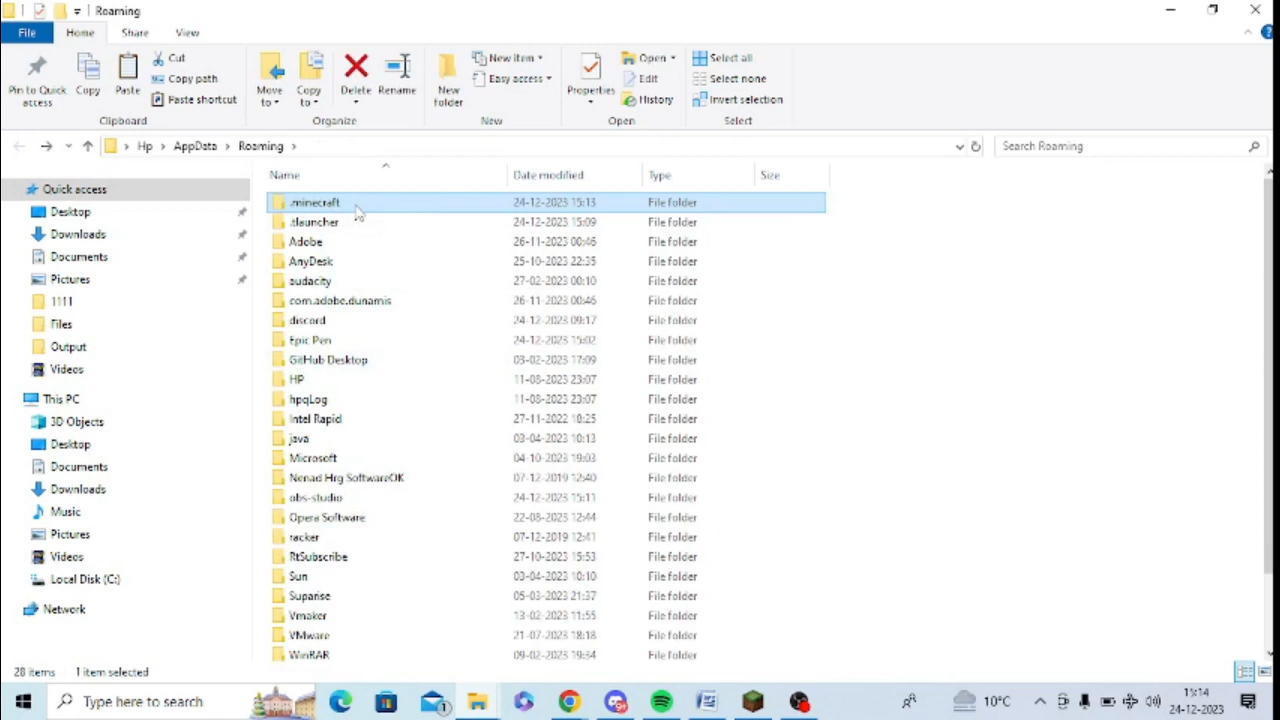 Roaming
File Home Share View
Pin to Quick access
Copy
Paste
Cut
Copy path
Paste shortcut
Clipboard
Move to
Copy to
Delete
Rename
Organize
New folder
New item
Easy access
New
Properties
Open
Edit
History
Open
Select all
Select none
Invert selection
Select
Hp AppData Roaming
Search Roaming
Quick access
Desktop
Downloads
Documents
Pictures
1111
Files
Output
Videos
This PC
3D Objects
Desktop
Documents
Downloads
Music
Pictures
Videos
Local Disk (C:)
Network
Name Date modified Type Size
.minecraft 24-12-2023 15:13 File folder
.tlauncher 24-12-2023 15:09 File folder
Adobe 26-11-2023 00:46 File folder
AnyDesk 25-10-2023 22:35 File folder
audacity 27-02-2023 00:10 File folder
com.adobe.dunamis 26-11-2023 00:46 File folder
discord 24-12-2023 09:17 File folder
Epic Pen 24-12-2023 15:02 File folder
GitHub Desktop 03-02-2023 17:09 File folder
HP 11-08-2023 23:07 File folder
hpqLog 11-08-2023 23:07 File folder
Intel Rapid 27-11-2022 18:25 File folder
java 03-04-2023 10:13 File folder
Microsoft 04-10-2023 19:03 File folder
Nenad Hrg SoftwareOK 07-12-2019 12:40 File folder
obs-studio 24-12-2023 15:11 File folder
Opera Software 22-08-2023 12:44 File folder
racker 07-12-2019 12:41 File folder
RtSubscribe 27-10-2023 15:53 File folder
Sun 03-04-2023 10:10 File folder
Suparise 05-03-2023 21:37 File folder
Vmaker 13-02-2023 11:55 File folder
VMware 21-07-2023 18:18 File folder
WinRAR 09-02-2023 19:34 File folder
28 items 1 item selected
Type here to search
1
10°C
15:14
24-12-2023